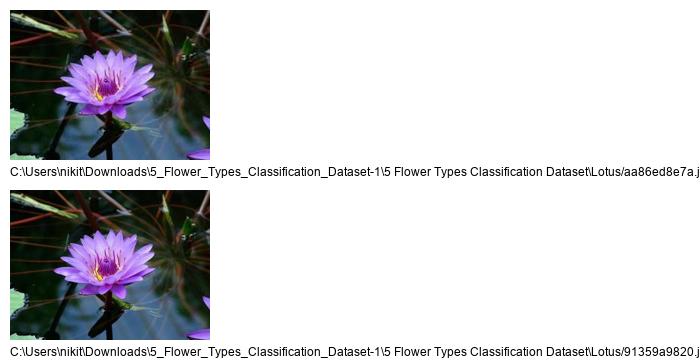 C:\Users\nikit\Downloads\5_Flower_Types_Classification_Dataset-1\5 Flower Types Classification Dataset\Lotus/aa86ed8e7a.j
C:\Users\nikit\Downloads\5_Flower_Types_Classification_Dataset-1\5 Flower Types Classification Dataset\Lotus/91359a9820.j